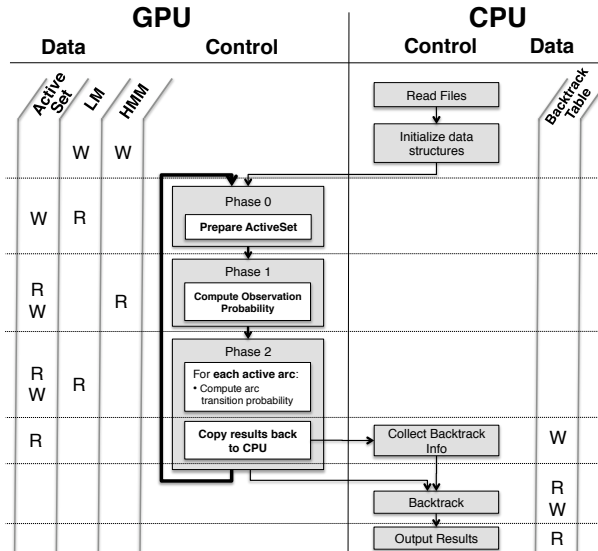 GPU CPU
Data Control Control Data
Active Set LM HMM Backtrack Table
Read Files
Initialize data
structures
W W
Phase 0
Prepare ActiveSet
W R
Phase 1
Compute Observation
Probability
R
W R
Phase 2
For each active arc:
• Compute arc
transition probability
R
W R
Copy results back
to CPU
R
Collect Backtrack
Info
W
R
W
Backtrack
Output Results
R